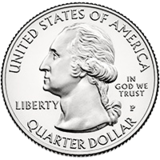 UNITED STATES OF AMERICA
LIBERTY
IN
GOD WE
TRUST
P
QUARTER DOLLAR